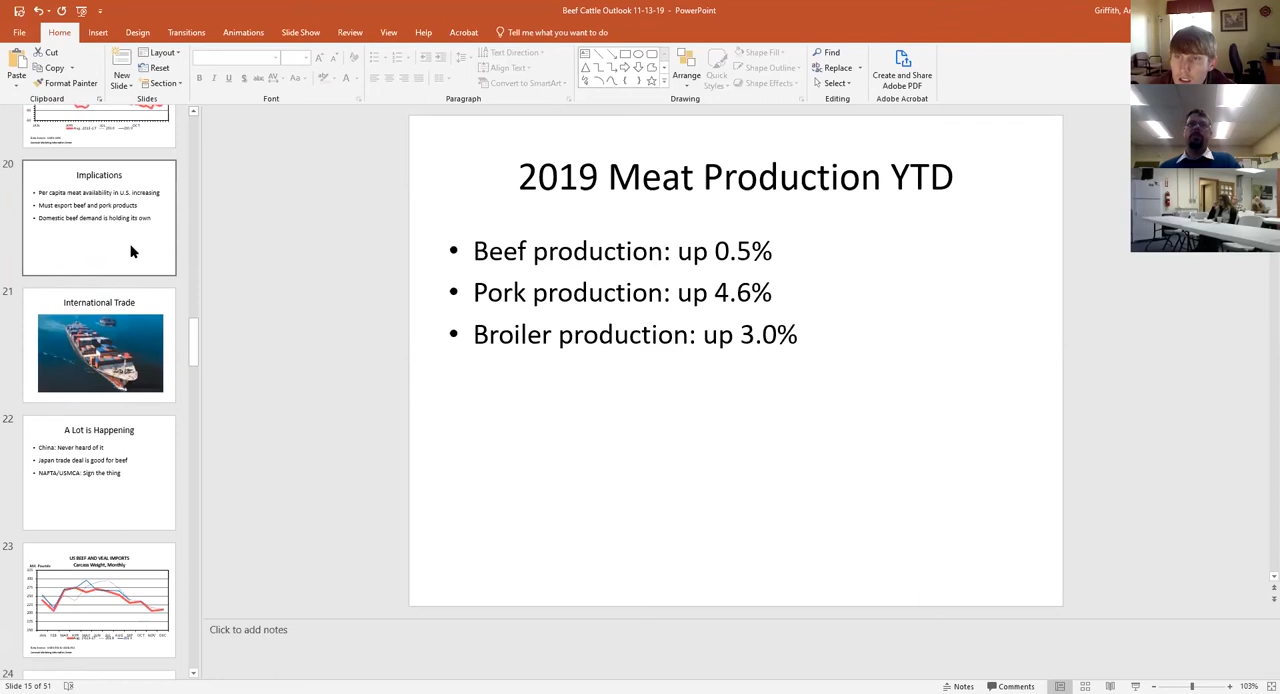 Beef Cattle Outlook 11-13-19 - PowerPoint
Griffith, An
File Home Insert Design Transitions Animations Slide Show Review View Help Acrobat Tell me what you want to do
Paste
Cut
Copy
Format Painter
Clipboard
New Slide
Layout
Reset
Section
Slides
B I U S abc AV Aa A
Font
Text Direction
Align Text
Convert to SmartArt
Paragraph
Arrange
Quick Styles
Shape Fill
Shape Outline
Shape Effects
Drawing
Find
Replace
Select
Editing
Create and Share Adobe PDF
Adobe Acrobat
20
Implications
• Per capita meat availability in U.S. increasing
• Must export beef and pork products
• Domestic beef demand is holding its own
21
International Trade
22
A Lot is Happening
• China: Never heard of it
• Japan trade deal is good for beef
• NAFTA/USMCA: Sign the thing
23
US BEEF AND VEAL IMPORTS
Carcass Weight, Monthly
24
2019 Meat Production YTD
• Beef production: up 0.5%
• Pork production: up 4.6%
• Broiler production: up 3.0%
Click to add notes
Slide 15 of 51
Notes
Comments
103%